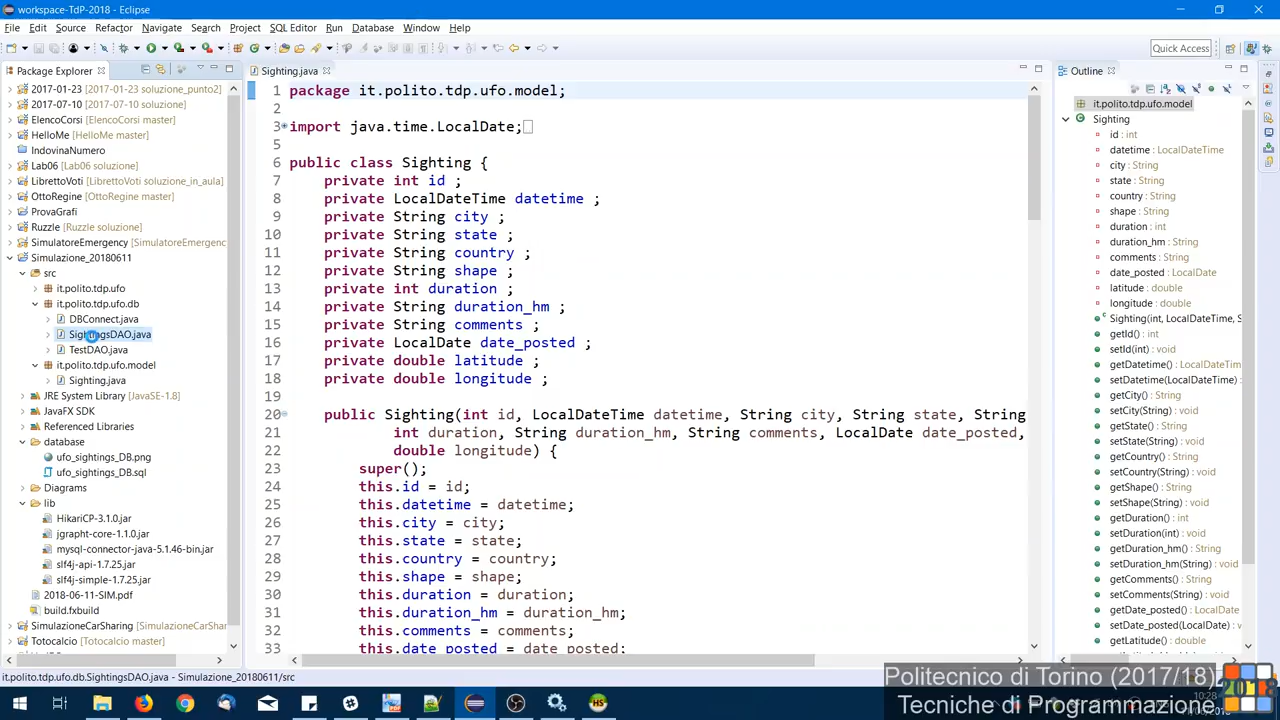 workspace-TdP-2018 - Eclipse
File Edit Source Refactor Navigate Search Project SQL Editor Run Database Window Help
Quick Access
Package Explorer
2017-01-23 [2017-01-23 soluzione_punto2]
2017-07-10 [2017-07-10 soluzione]
ElencoCorsi [ElencoCorsi master]
HelloMe [HelloMe master]
IndovinaNumero
Lab06 [Lab06 soluzione]
LibrettoVoti [LibrettoVoti soluzione_in_aula]
OttoRegine [OttoRegine master]
ProvaGrafi
Ruzzle [Ruzzle soluzione]
SimulatoreEmergency [SimulatoreEmergency
Simulazione_20180611
src
it.polito.tdp.ufo
it.polito.tdp.ufo.db
DBConnect.java
SightingsDAO.java
TestDAO.java
it.polito.tdp.ufo.model
Sighting.java
JRE System Library [JavaSE-1.8]
JavaFX SDK
Referenced Libraries
database
ufo_sightings_DB.png
ufo_sightings_DB.sql
Diagrams
lib
HikariCP-3.1.0.jar
jgrapht-core-1.1.0.jar
mysql-connector-java-5.1.46-bin.jar
slf4j-api-1.7.25.jar
slf4j-simple-1.7.25.jar
2018-06-11-SIM.pdf
build.fxbuild
SimulazioneCarSharing [SimulazioneCarShari
Totocalcio [Totocalcio master]
Sighting.java
1 package it.polito.tdp.ufo.model;
2
3 import java.time.LocalDate;
5
6 public class Sighting {
7 private int id ;
8 private LocalDateTime datetime ;
9 private String city ;
10 private String state ;
11 private String country ;
12 private String shape ;
13 private int duration ;
14 private String duration_hm ;
15 private String comments ;
16 private LocalDate date_posted ;
17 private double latitude ;
18 private double longitude ;
19
20 public Sighting(int id, LocalDateTime datetime, String city, String state, String
21 int duration, String duration_hm, String comments, LocalDate date_posted,
22 double longitude) {
23 super();
24 this.id = id;
25 this.datetime = datetime;
26 this.city = city;
27 this.state = state;
28 this.country = country;
29 this.shape = shape;
30 this.duration = duration;
31 this.duration_hm = duration_hm;
32 this.comments = comments;
33 this.date_posted = date_posted;
Outline
it.polito.tdp.ufo.model
Sighting
id : int
datetime : LocalDateTime
city : String
state : String
country : String
shape : String
duration : int
duration_hm : String
comments : String
date_posted : LocalDate
latitude : double
longitude : double
Sighting(int, LocalDateTime, S
getId() : int
setId(int) : void
getDatetime() : LocalDateTime
setDatetime(LocalDateTime) :
getCity() : String
setCity(String) : void
getState() : String
setState(String) : void
getCountry() : String
setCountry(String) : void
getShape() : String
setShape(String) : void
getDuration() : int
setDuration(int) : void
getDuration_hm() : String
setDuration_hm(String) : void
getComments() : String
setComments(String) : void
getDate_posted() : LocalDate
setDate_posted(LocalDate) : vo
getLatitude() : double
it.polito.tdp.ufo.db.SightingsDAO.java - Simulazione_20180611/src
Politecnico di Torino (2017/18)
Tecniche di Programmazione
2018
10:28